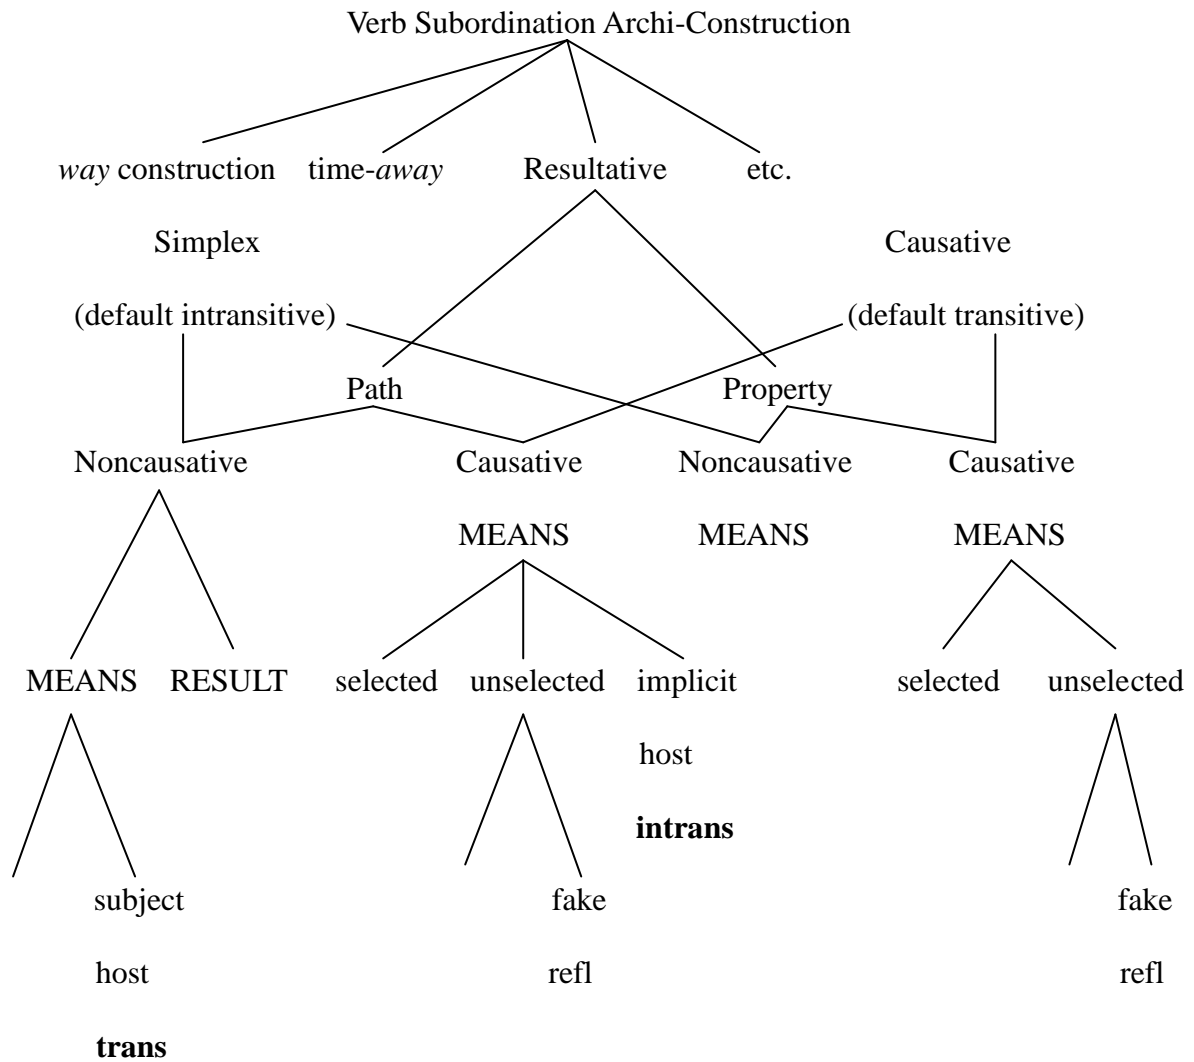 Verb Subordination Archi-Construction
way construction time-away Resultative etc.
Simplex Causative
(default intransitive) (default transitive)
Path Property
Noncausative Causative Noncausative Causative
MEANS MEANS MEANS
MEANS RESULT selected unselected implicit selected unselected
host
intrans
subject fake fake
host refl refl
trans